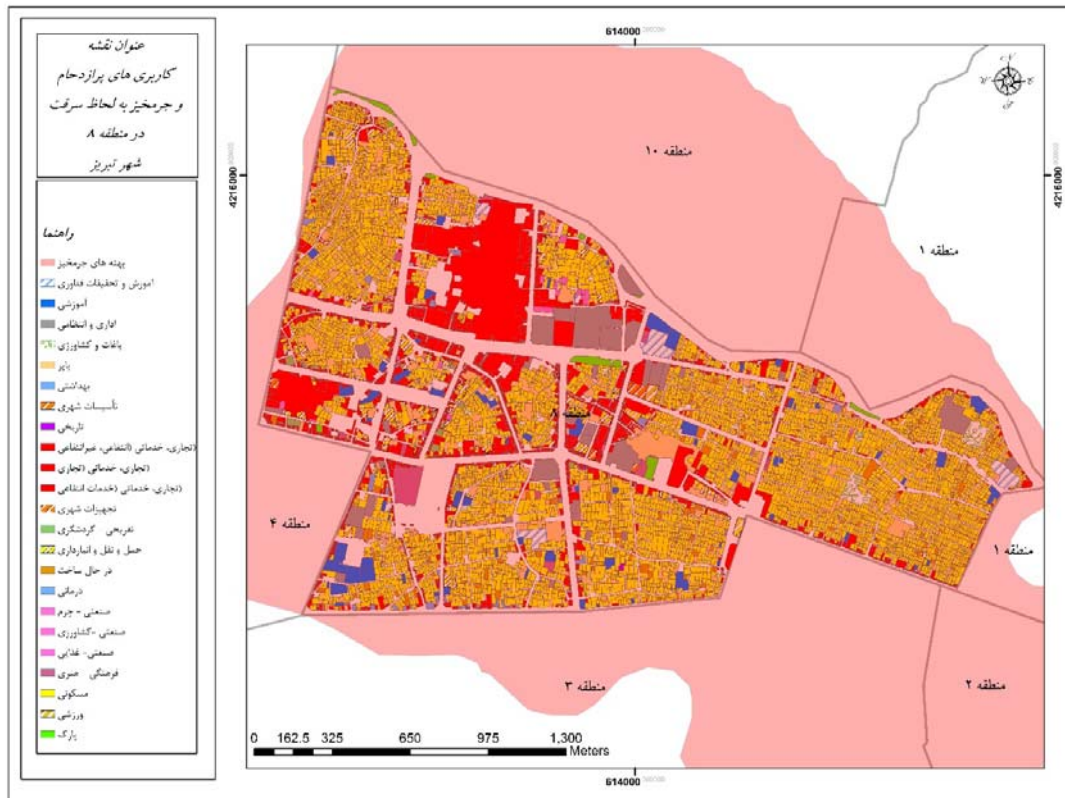 عنوان نقشه
کاربری های پرازدحام
و جرمخیز به لحاظ سرقت
در منطقه ۸
شهر تبریز
راهنما
پهنه های جرمخیز
آموزش و تحقیقات فناوری
آموزشی
اداری و انتظامی
باغات و کشاورزی
بایر
بهداشتی
تأسیسات شهری
تاریخی
تجاری، خدماتی (انتفاعی، غیرانتفاعی)
تجاری، خدماتی (تجاری)
تجاری، خدماتی (خدمات انتفاعی)
تجهیزات شهری
تفریحی گردشگری
حمل و نقل و انبارداری
در حال ساخت
درمانی
صنعتی - چرم
صنعتی -کشاورزی
صنعتی- غذایی
فرهنگی هنری
مسکونی
ورزشی
پارک
614000
4216000
4216000
منطقه ۱۰
منطقه ۱
منطقه ۸
منطقه ۴
منطقه ۱
منطقه ۳
منطقه ۲
0 162.5 325 650 975 1,300
Meters
614000